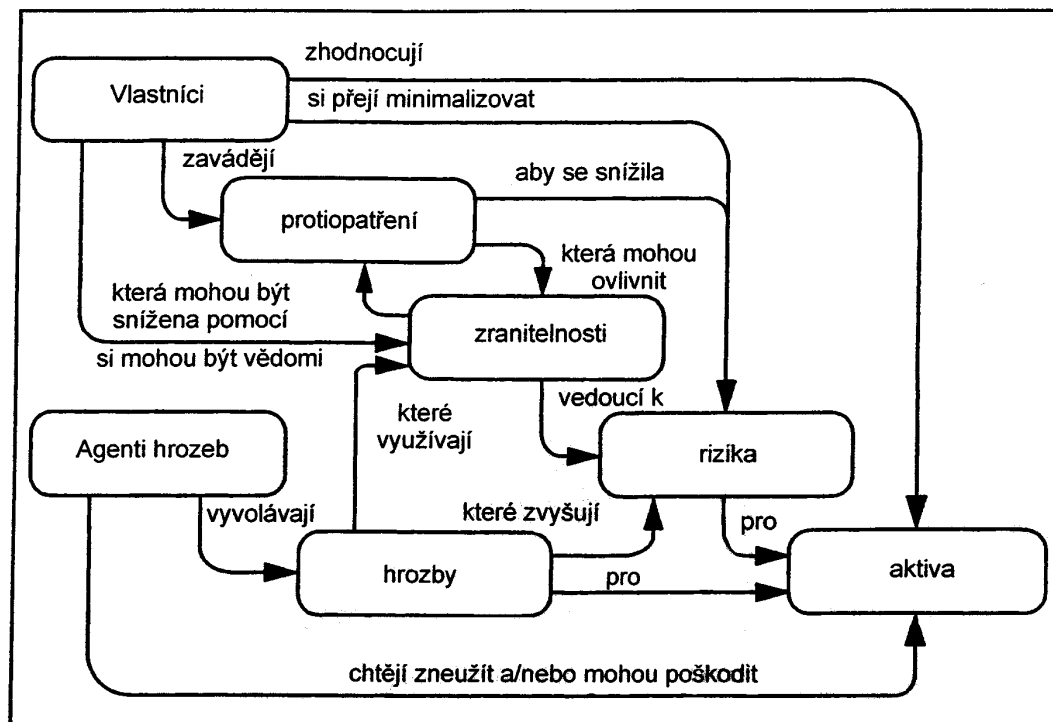 zhodnocují
Vlastníci
si přejí minimalizovat
zavádějí
aby se snížila
protiopatření
která mohou
ovlivnit
která mohou být
snížena pomocí
zranitelnosti
si mohou být vědomi
vedoucí k
které
využívají
Agenti hrozeb
rizika
vyvolávají
které zvyšují
pro
hrozby
pro
aktiva
chtějí zneužít a/nebo mohou poškodit